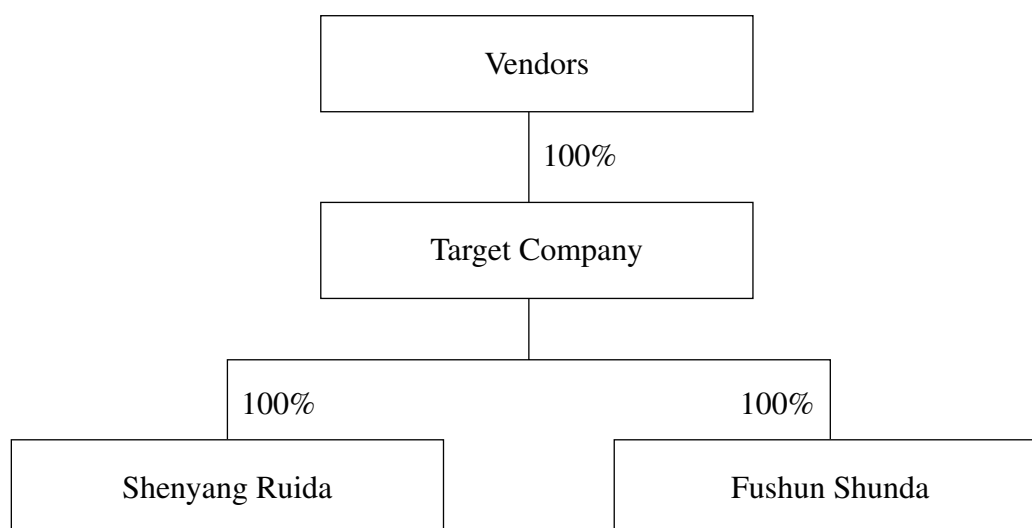 Vendors
100%
Target Company
100%
100%
Shenyang Ruida
Fushun Shunda